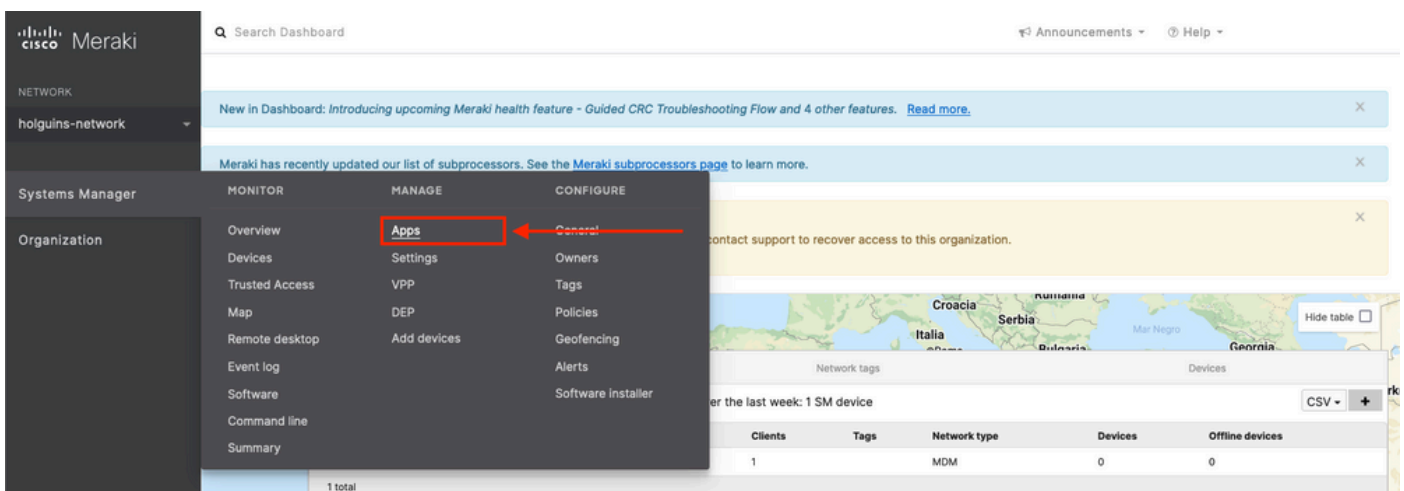 cisco Meraki
Search Dashboard
Announcements
Help
NETWORK
holguins-network
New in Dashboard: Introducing upcoming Meraki health feature - Guided CRC Troubleshooting Flow and 4 other features. Read more.
Meraki has recently updated our list of subprocessors. See the Meraki subprocessors page to learn more.
Systems Manager
Organization
MONITOR
Overview
Devices
Trusted Access
Map
Remote desktop
Event log
Software
Command line
Summary
MANAGE
Apps
Settings
VPP
DEP
Add devices
CONFIGURE
General
Owners
Tags
Policies
Geofencing
Alerts
Software installer
contact support to recover access to this organization.
Croacia
Rumania
Serbia
Italia
Mar Negro
Bulgaria
Georgia
Hide table
Network tags
Devices
the last week: 1 SM device
CSV
+
Clients Tags Network type Devices Offline devices
1 MDM 0 0
1 total